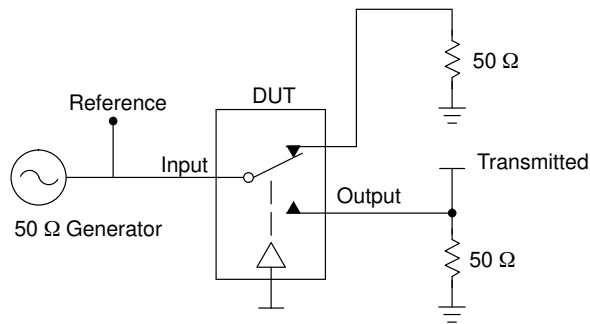 50 Ω
DUT
Reference
Input
Transmitted
Output
50 Ω Generator
50 Ω